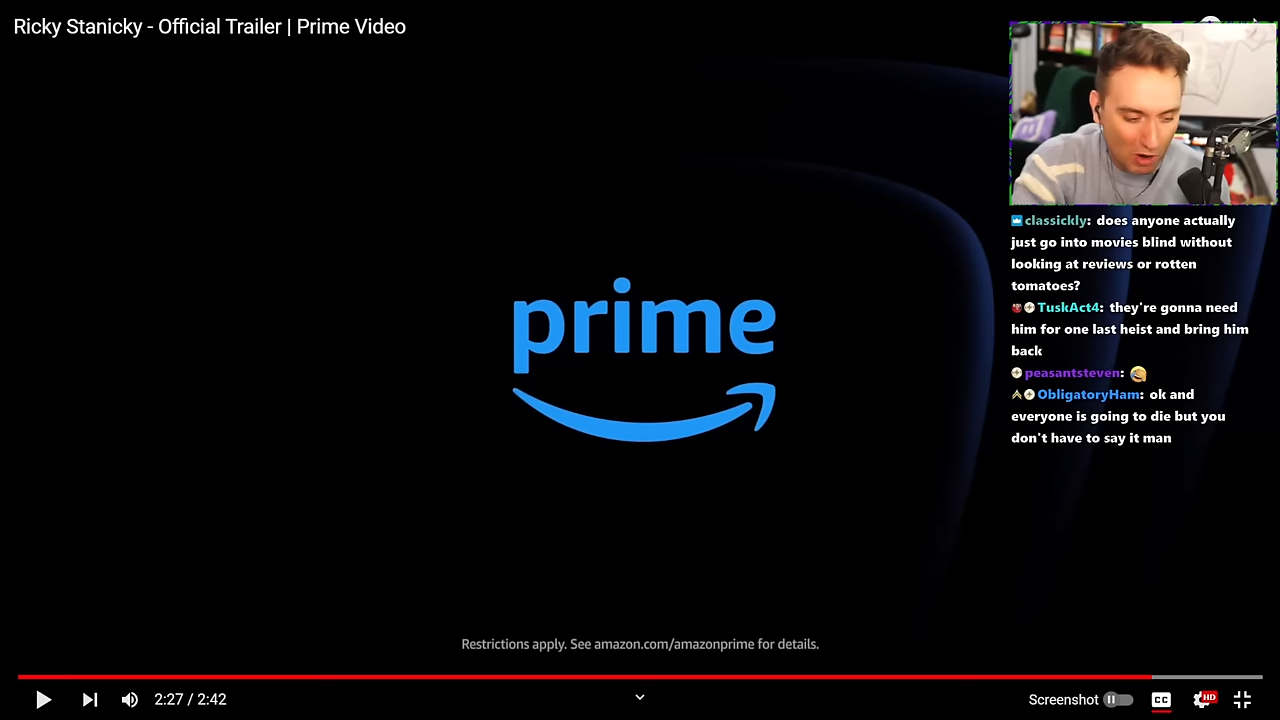 Ricky Stanicky - Official Trailer | Prime Video
classickly: does anyone actually
just go into movies blind without
looking at reviews or rotten
tomatoes?
TuskAct4: they're gonna need
him for one last heist and bring him
back
peasantsteven:
ObligatoryHam: ok and
everyone is going to die but you
don't have to say it man
prime
Restrictions apply. See amazon.com/amazonprime for details.
2:27 / 2:42
Screenshot
CC
HD